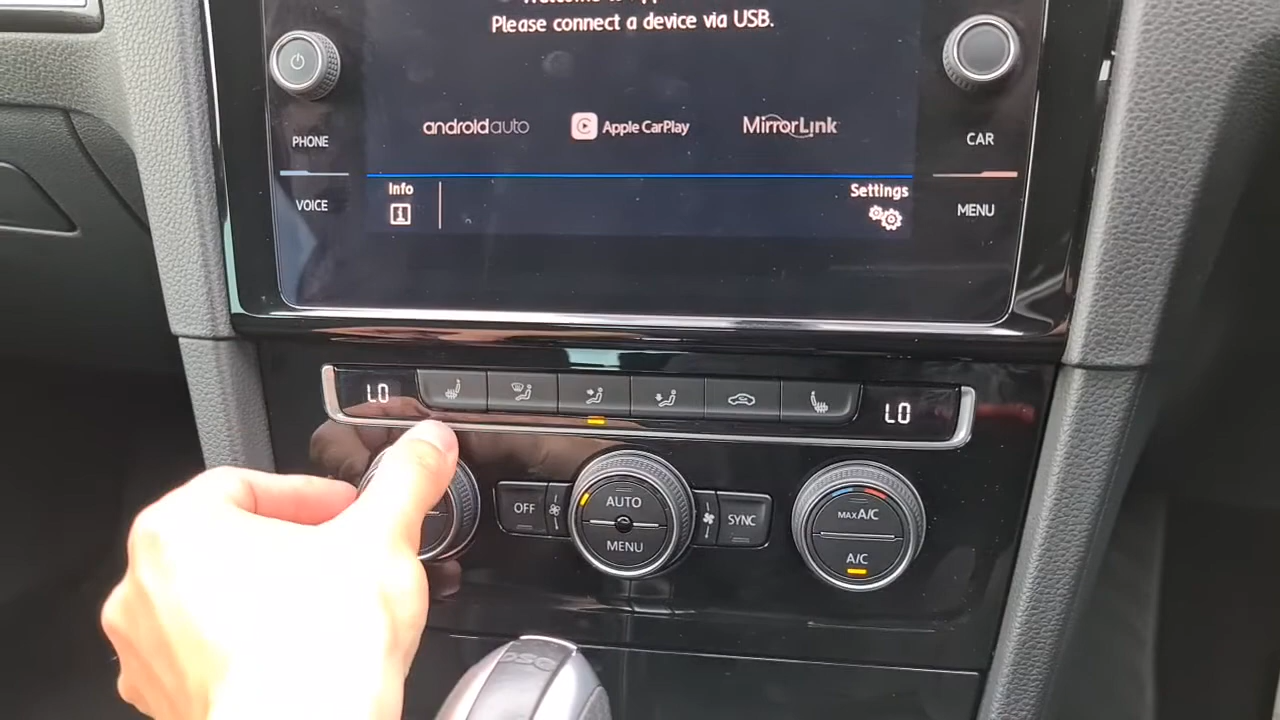 Please connect a device via USB.
PHONE
androidauto
Apple CarPlay
MirrorLink
CAR
Info
Settings
VOICE
MENU
LO
LO
OFF
AUTO
MENU
SYNC
MAX A/C
A/C
DSG